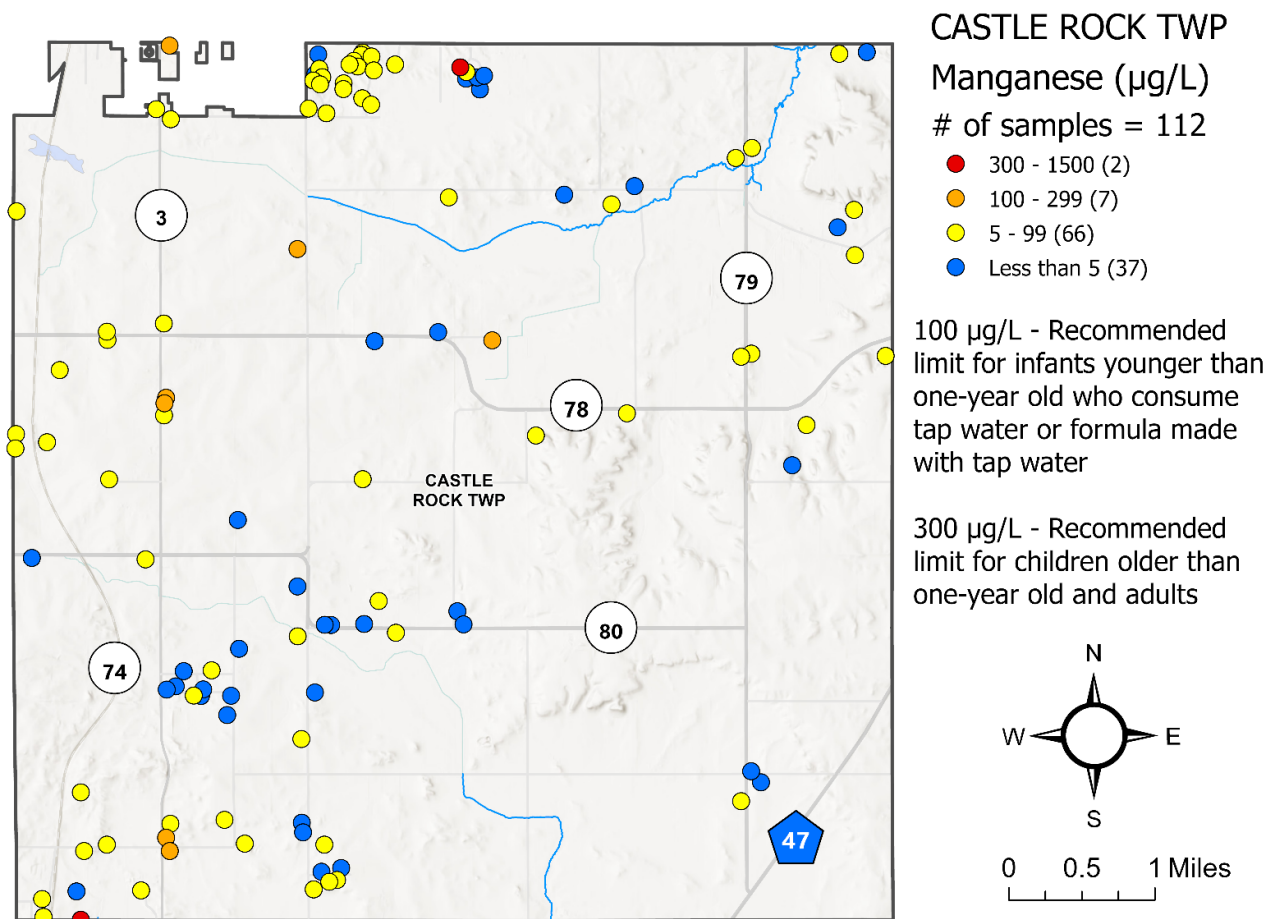 CASTLE ROCK TWP
Manganese (µg/L)
# of samples = 112
300 - 1500 (2)
100 - 299 (7)
5 - 99 (66)
Less than 5 (37)
100 µg/L - Recommended
limit for infants younger than
one-year old who consume
tap water or formula made
with tap water
300 µg/L - Recommended
limit for children older than
one-year old and adults
N
W E
S
0 0.5 1 Miles
3
79
78
CASTLE
ROCK TWP
80
74
47